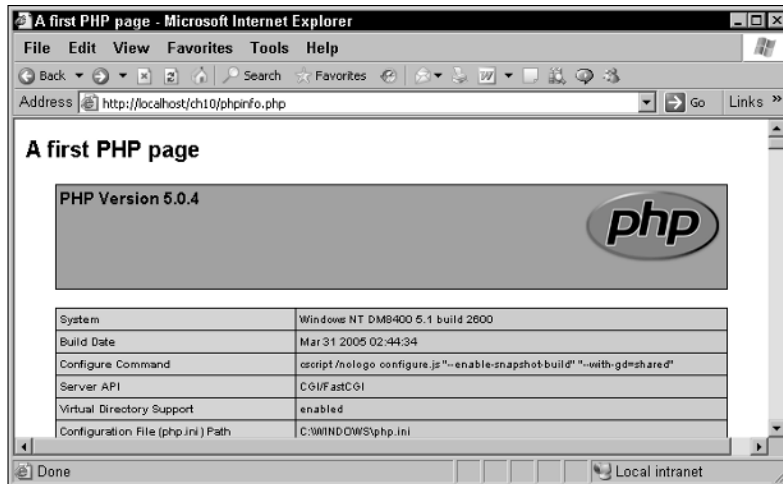 A first PHP page - Microsoft Internet Explorer
File Edit View Favorites Tools Help
Back Search Favorites
Address http://localhost/ch10/phpinfo.php Go Links »
A first PHP page
PHP Version 5.0.4
php
System Windows NT DM8400 5.1 build 2600
Build Date Mar 31 2005 02:44:34
Configure Command cscript /nologo configure.js "--enable-snapshot-build" "--with-gd=shared"
Server API CGI/FastCGI
Virtual Directory Support enabled
Configuration File (php.ini) Path C:\WINDOWS\php.ini
Done Local intranet